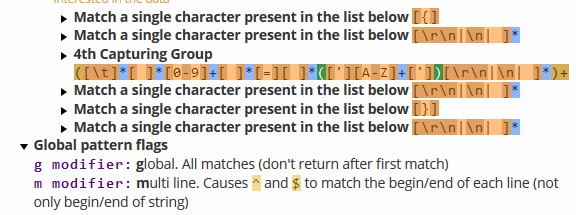 interested in the data
Match a single character present in the list below [{]
Match a single character present in the list below [\r\n|\n| ]*
4th Capturing Group
([\t]*[ ]*[0-9]+[ ]*[=][ ]*(['][A-Z]+['])[\r\n|\n| ]*)+
Match a single character present in the list below [\r\n|\n| ]*
Match a single character present in the list below [}]
Match a single character present in the list below [\r\n|\n| ]*
Global pattern flags
g modifier: global. All matches (don't return after first match)
m modifier: multi line. Causes ^ and $ to match the begin/end of each line (not
only begin/end of string)